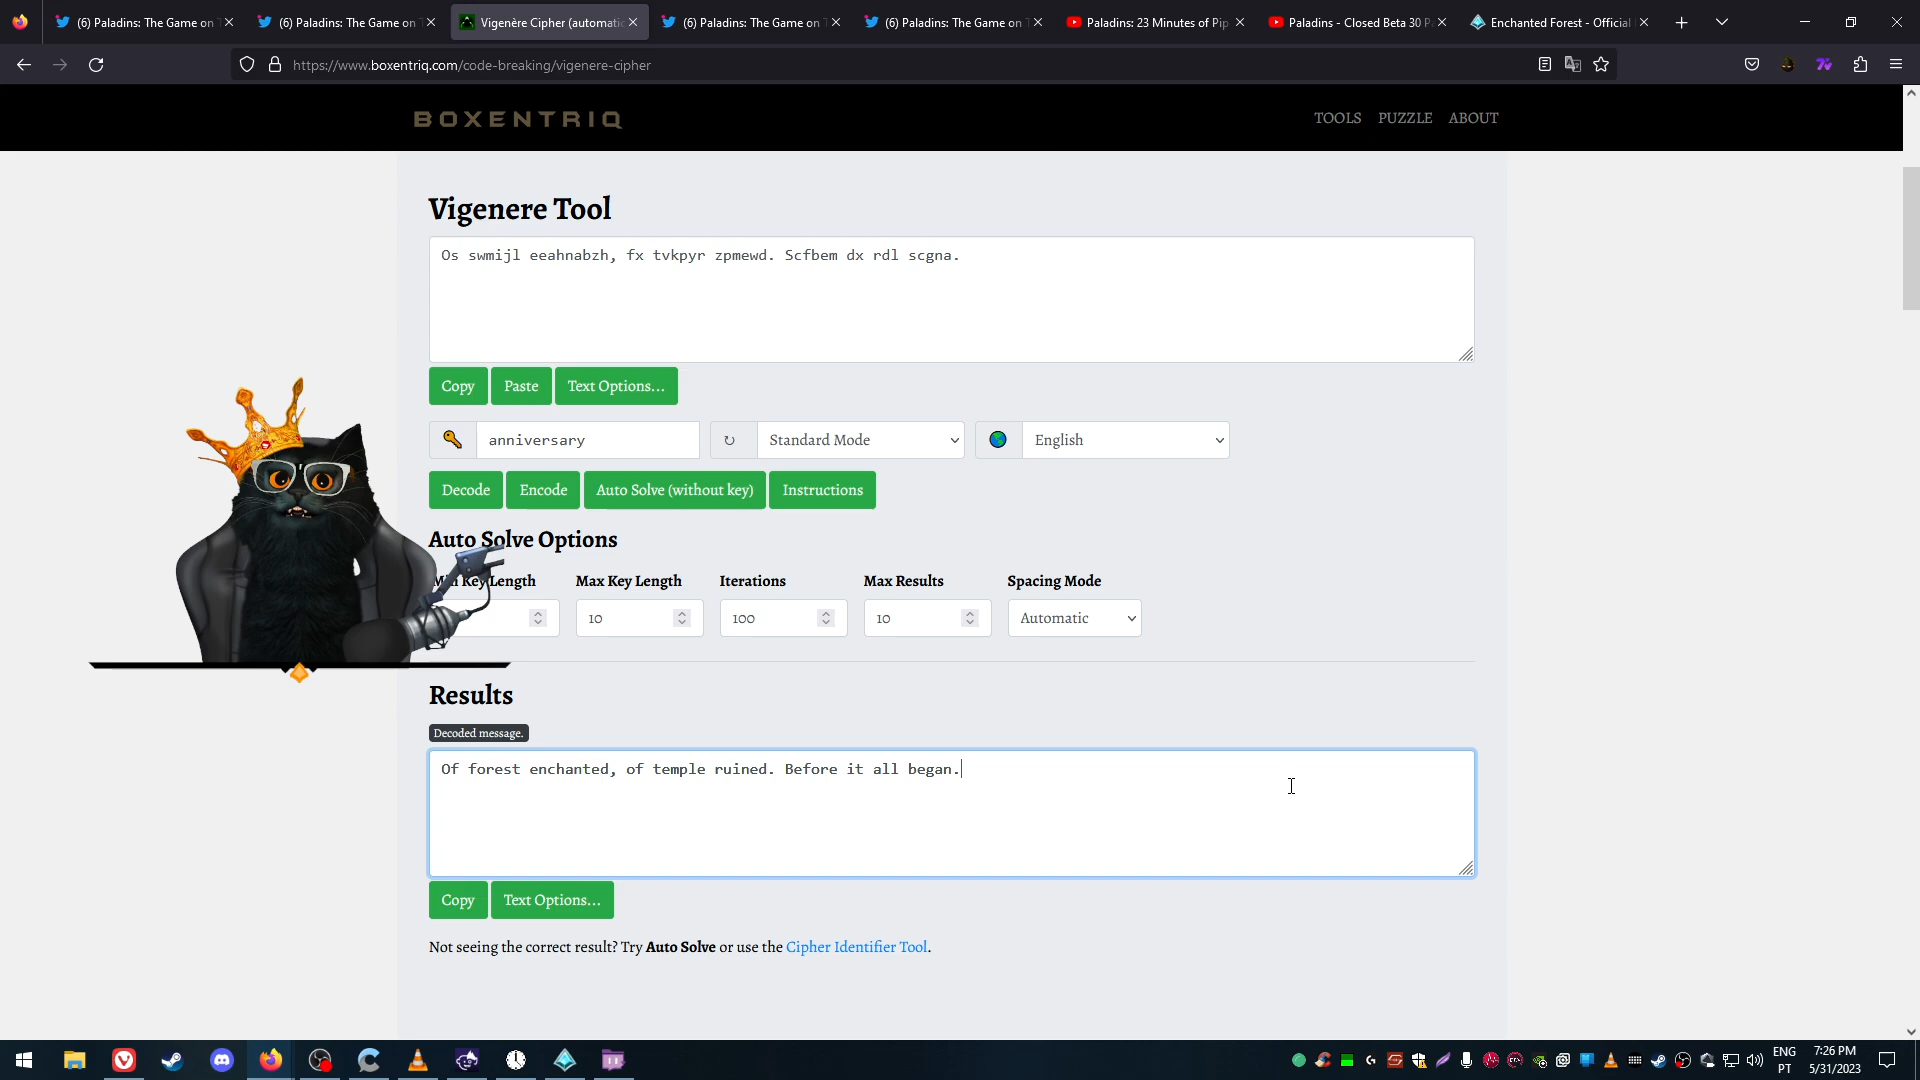 (6) Paladins: The Game on
(6) Paladins: The Game on
Vigenère Cipher (automatic
(6) Paladins: The Game on
(6) Paladins: The Game on
Paladins: 23 Minutes of Pip
Paladins - Closed Beta 30 P
Enchanted Forest - Official
https://www.boxentriq.com/code-breaking/vigenere-cipher
BOXENTRIQ
TOOLS PUZZLE ABOUT
Vigenere Tool
Os swmijl eeahnabzh, fx tvkpyr zpmewd. Scfbem dx rdl scgna.
Copy Paste Text Options...
anniversary Standard Mode English
Decode Encode Auto Solve (without key) Instructions
Auto Solve Options
Key Length Max Key Length Iterations Max Results Spacing Mode
10 100 10 Automatic
Results
Decoded message.
Of forest enchanted, of temple ruined. Before it all began.
Copy Text Options...
Not seeing the correct result? Try Auto Solve or use the Cipher Identifier Tool.
ENG 7:26 PM
PT 5/31/2023